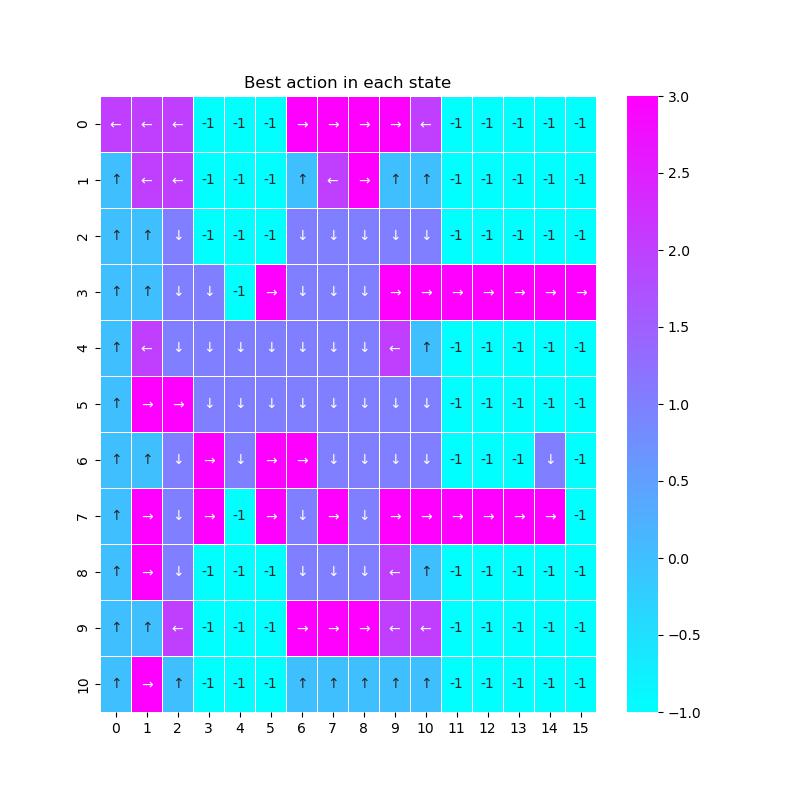 Best action in each state
0 ← ← ← -1 -1 -1 → → → → ← -1 -1 -1 -1 -1
1 ↑ ← ← -1 -1 -1 ↑ ← → ↑ ↑ -1 -1 -1 -1 -1
2 ↑ ↑ ↓ -1 -1 -1 ↓ ↓ ↓ ↓ ↓ -1 -1 -1 -1 -1
3 ↑ ↑ ↓ ↓ -1 → ↓ ↓ ↓ → → → → → → →
4 ↑ ← ↓ ↓ ↓ ↓ ↓ ↓ ↓ ← ↑ -1 -1 -1 -1 -1
5 ↑ → → ↓ ↓ ↓ ↓ ↓ ↓ ↓ ↓ -1 -1 -1 -1 -1
6 ↑ ↑ ↓ → ↓ → → ↓ ↓ ↓ ↓ -1 -1 -1 ↓ -1
7 ↑ → ↓ → -1 → ↓ → ↓ → → → → → → -1
8 ↑ → ↓ -1 -1 -1 ↓ ↓ ↓ ← ↑ -1 -1 -1 -1 -1
9 ↑ ↑ ← -1 -1 -1 → → → ← ← -1 -1 -1 -1 -1
10 ↑ → ↑ -1 -1 -1 ↑ ↑ ↑ ↑ ↑ -1 -1 -1 -1 -1
0 1 2 3 4 5 6 7 8 9 10 11 12 13 14 15
3.0
2.5
2.0
1.5
1.0
0.5
0.0
−0.5
−1.0